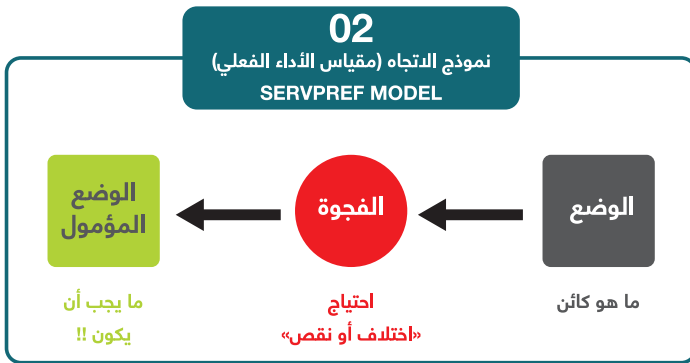 02
نموذج الاتجاه (مقياس الأداء الفعلي)
SERVPREF MODEL
الوضع
الفجوة
الوضع
المؤمول
ما هو كائن
احتياج
«اختلاف أو نقص»
ما يجب أن
يكون !!